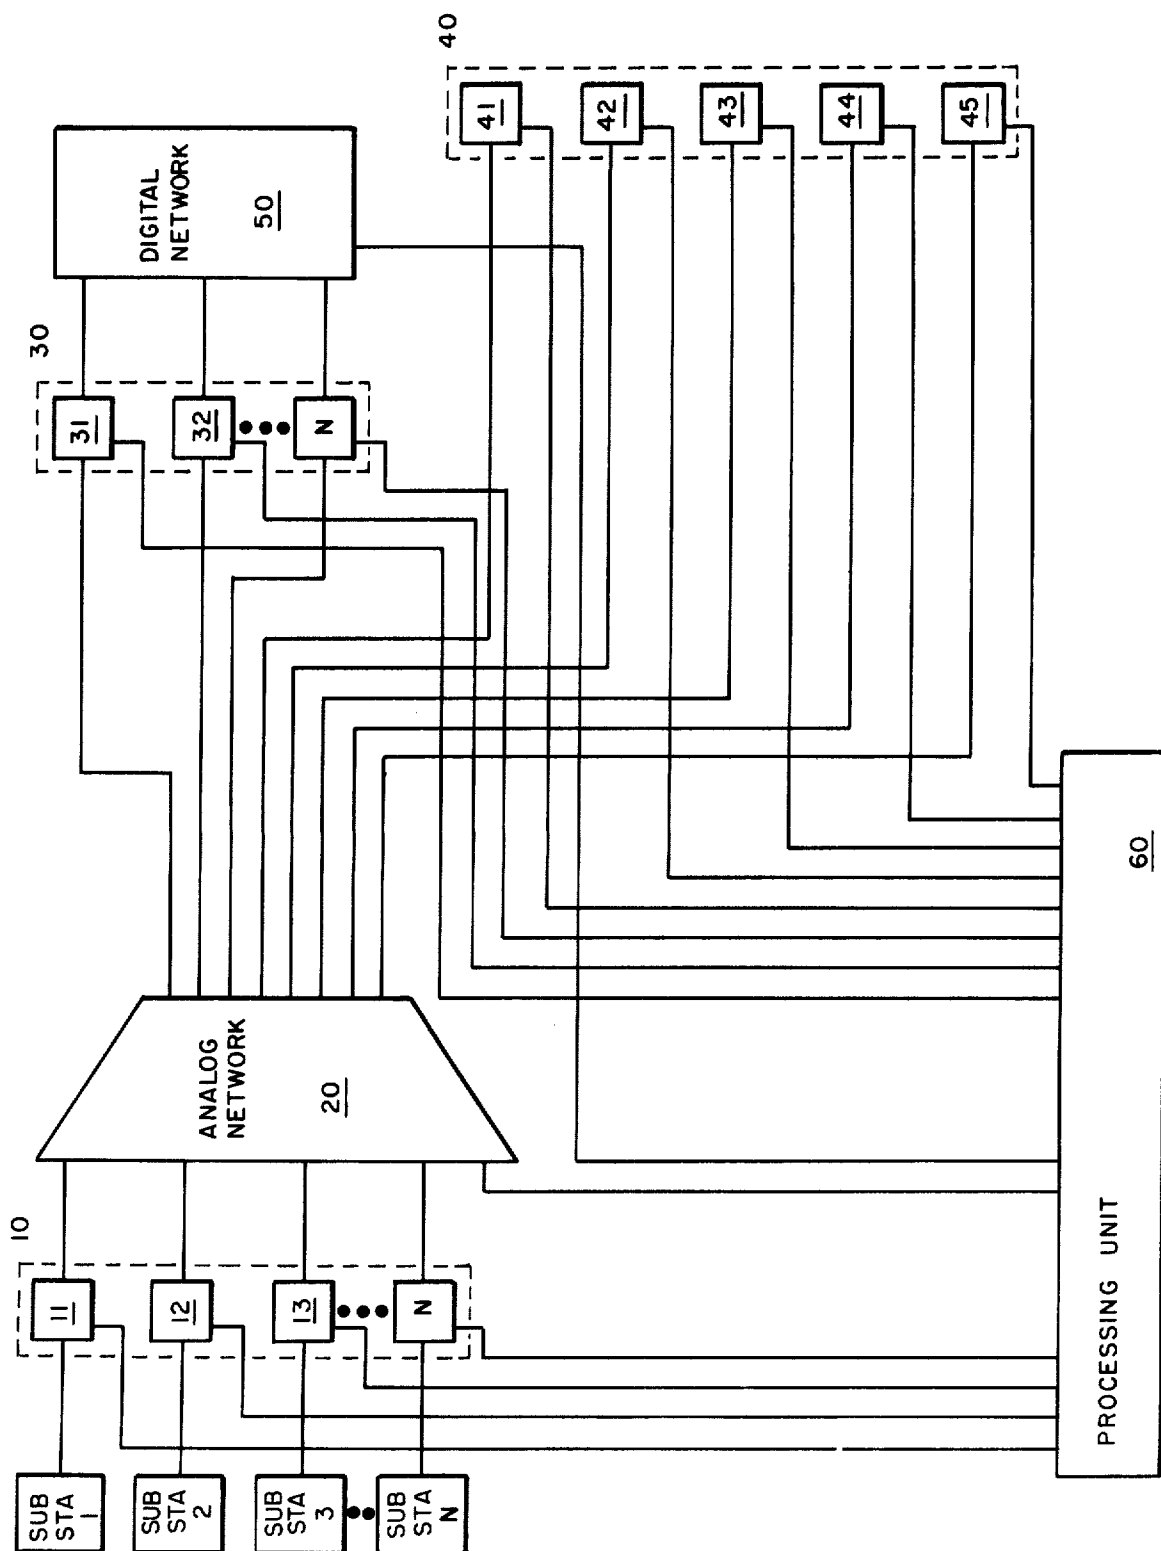 SUB
STA
1
SUB
STA
2
SUB
STA
3
SUB
STA
N
10
11
12
13
N
ANALOG
NETWORK
20
30
31
32
N
DIGITAL
NETWORK
50
40
41
42
43
44
45
PROCESSING UNIT
60